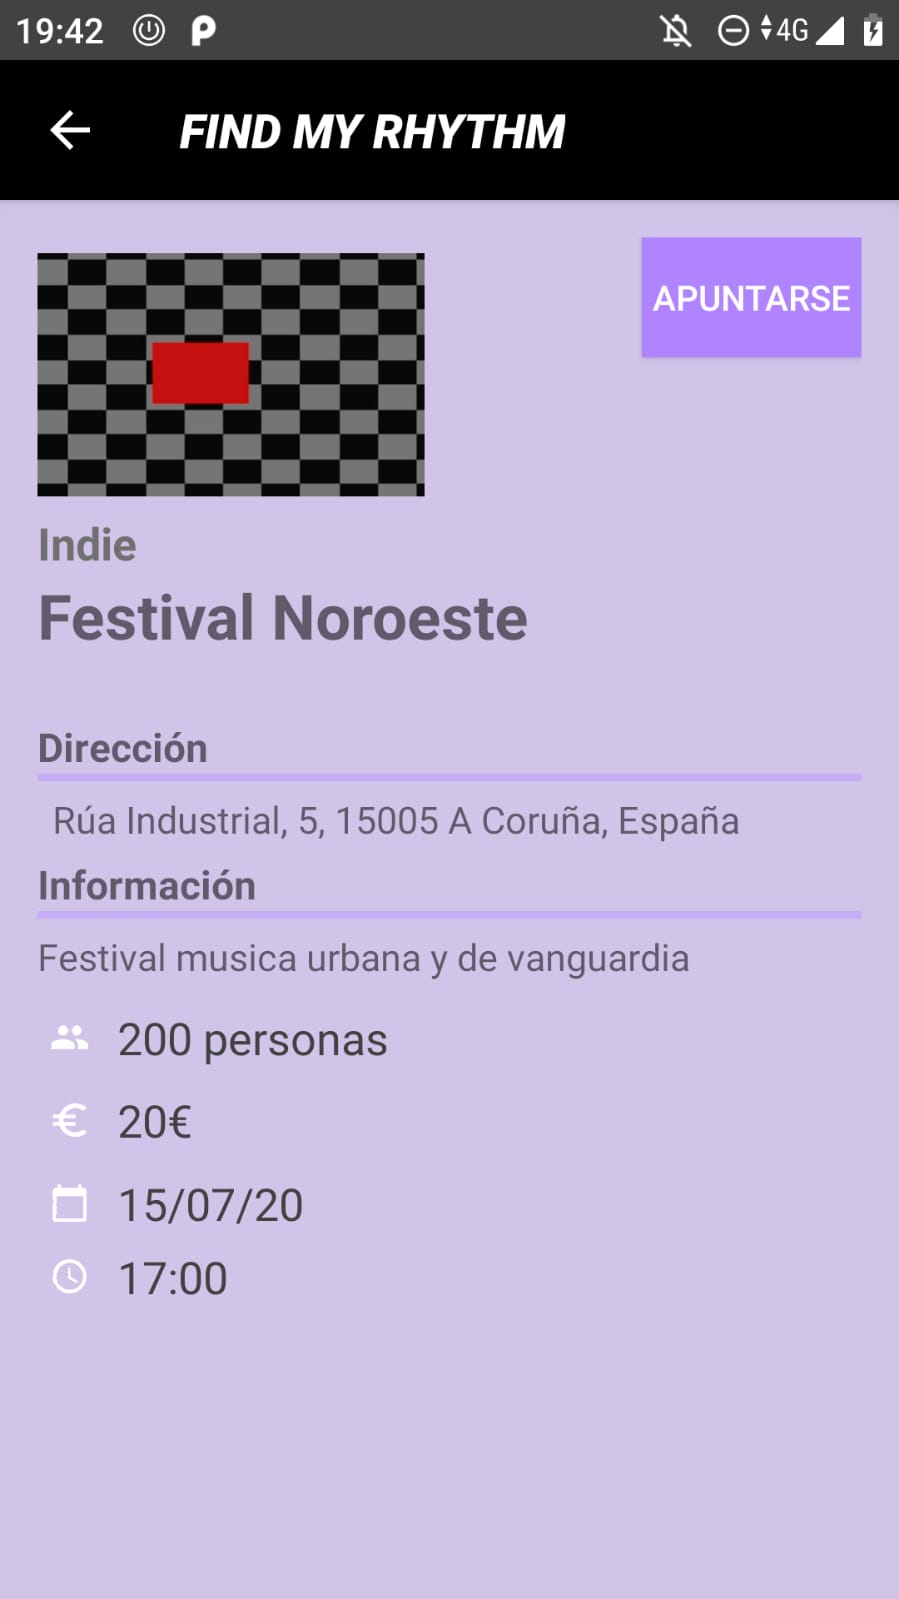 19:42 4G
FIND MY RHYTHM
APUNTARSE
Indie
Festival Noroeste
Dirección
Rúa Industrial, 5, 15005 A Coruña, España
Información
Festival musica urbana y de vanguardia
200 personas
20€
15/07/20
17:00